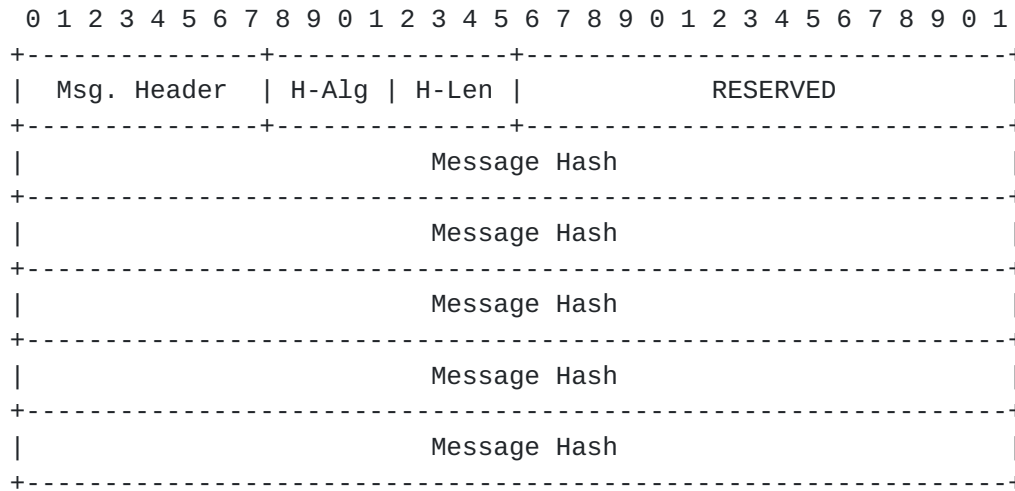 0 1 2 3 4 5 6 7 8 9 0 1 2 3 4 5 6 7 8 9 0 1 2 3 4 5 6 7 8 9 0 1
+---------------+---------------+-------------------------------+
|  Msg. Header  | H-Alg | H-Len |            RESERVED           |
+---------------+---------------+-------------------------------+
|                          Message Hash                         |
+---------------------------------------------------------------+
|                          Message Hash                         |
+---------------------------------------------------------------+
|                          Message Hash                         |
+---------------------------------------------------------------+
|                          Message Hash                         |
+---------------------------------------------------------------+
|                          Message Hash                         |
+---------------------------------------------------------------+